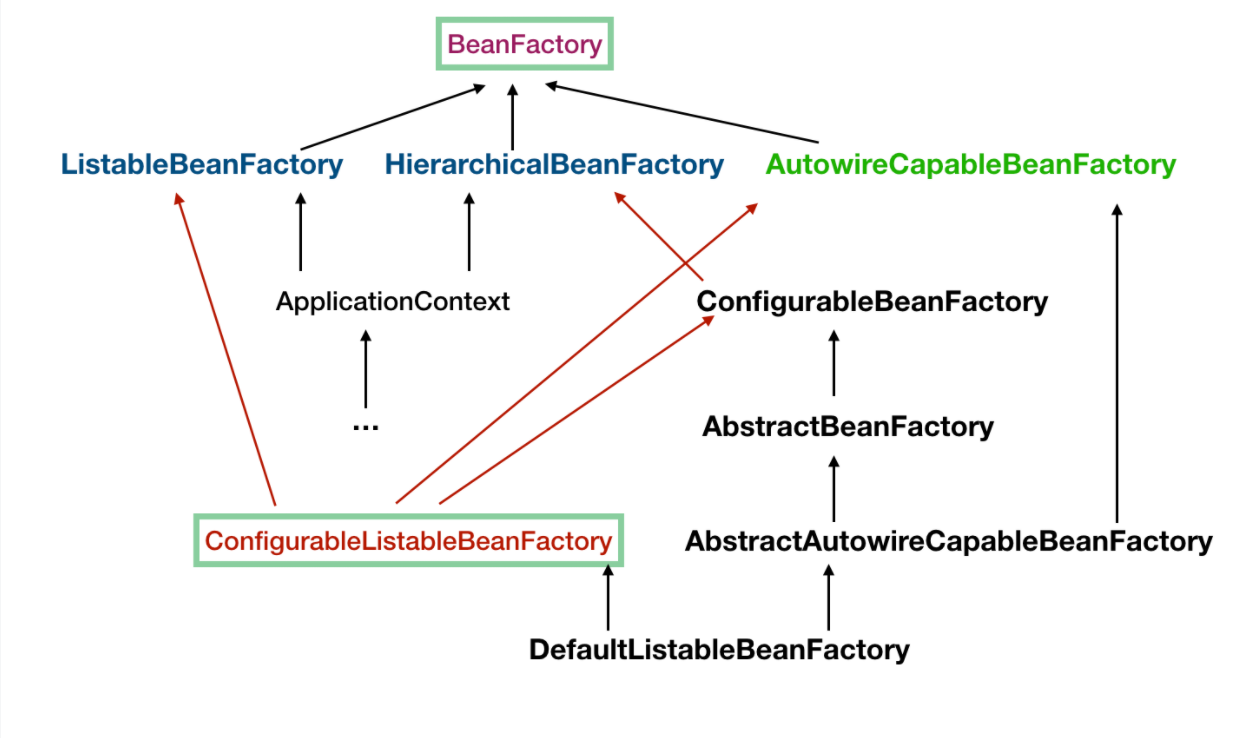 BeanFactory
ListableBeanFactory
HierarchicalBeanFactory
AutowireCapableBeanFactory
ApplicationContext
ConfigurableBeanFactory
...
AbstractBeanFactory
ConfigurableListableBeanFactory
AbstractAutowireCapableBeanFactory
DefaultListableBeanFactory